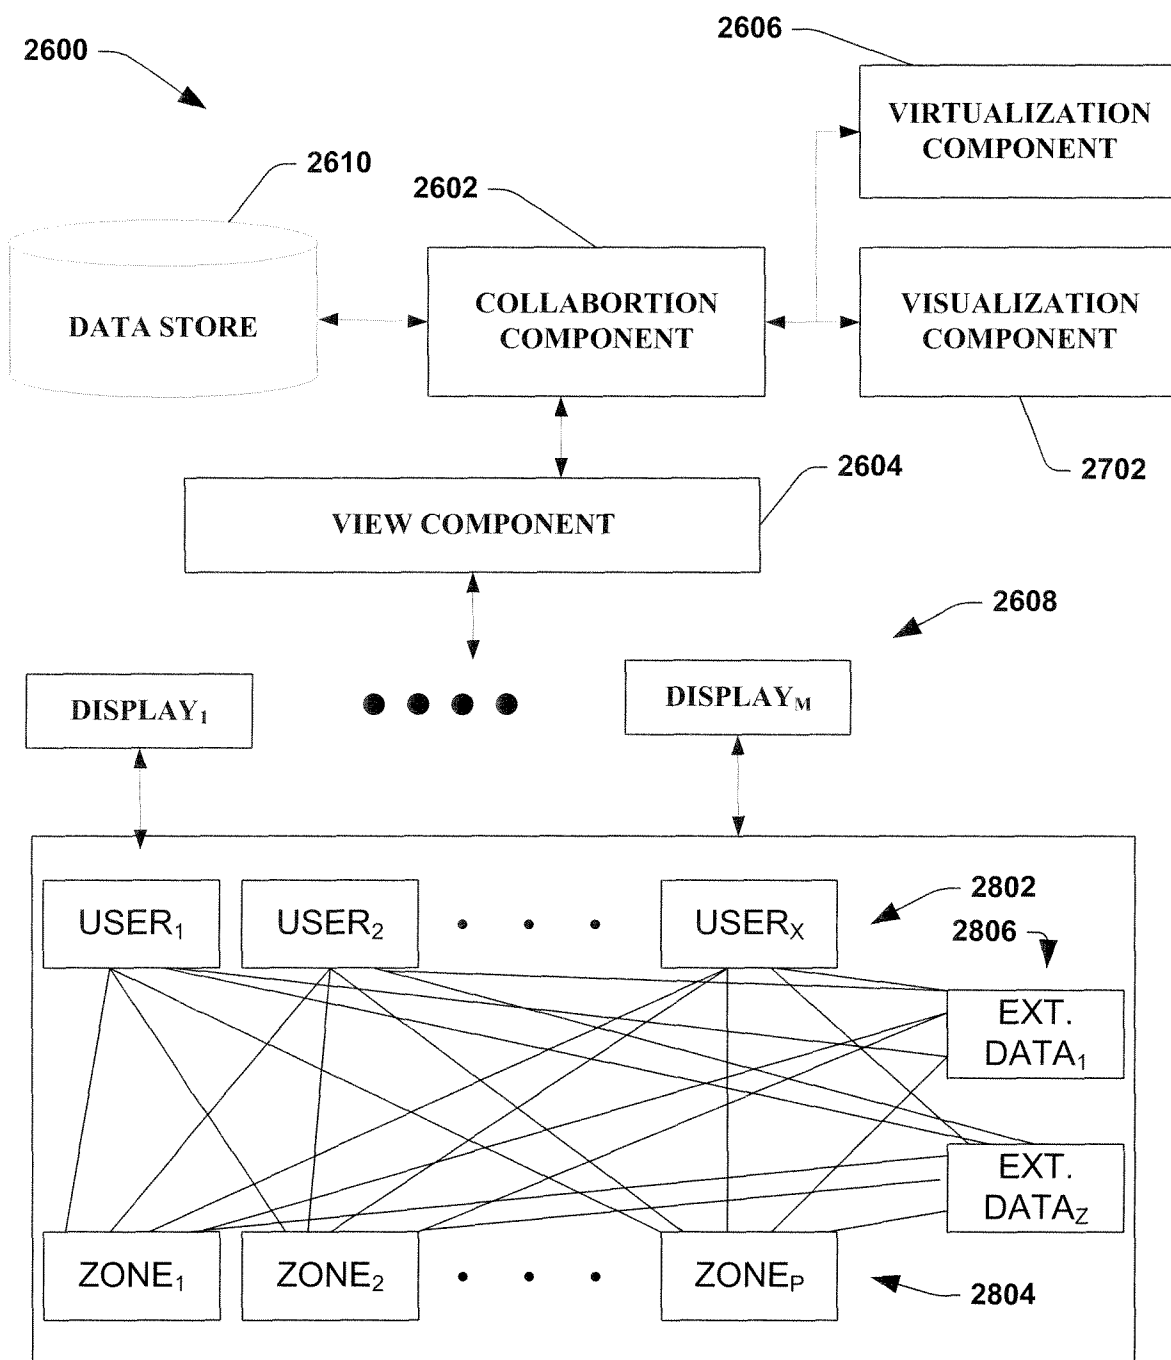 2600
2606
VIRTUALIZATION
COMPONENT
2610
2602
DATA STORE
COLLABORTION
COMPONENT
VISUALIZATION
COMPONENT
2702
2604
VIEW COMPONENT
2608
DISPLAY1
DISPLAYM
2802
2806
USER1
USER2
USERX
EXT.
DATA1
EXT.
DATAZ
ZONE1
ZONE2
ZONEP
2804